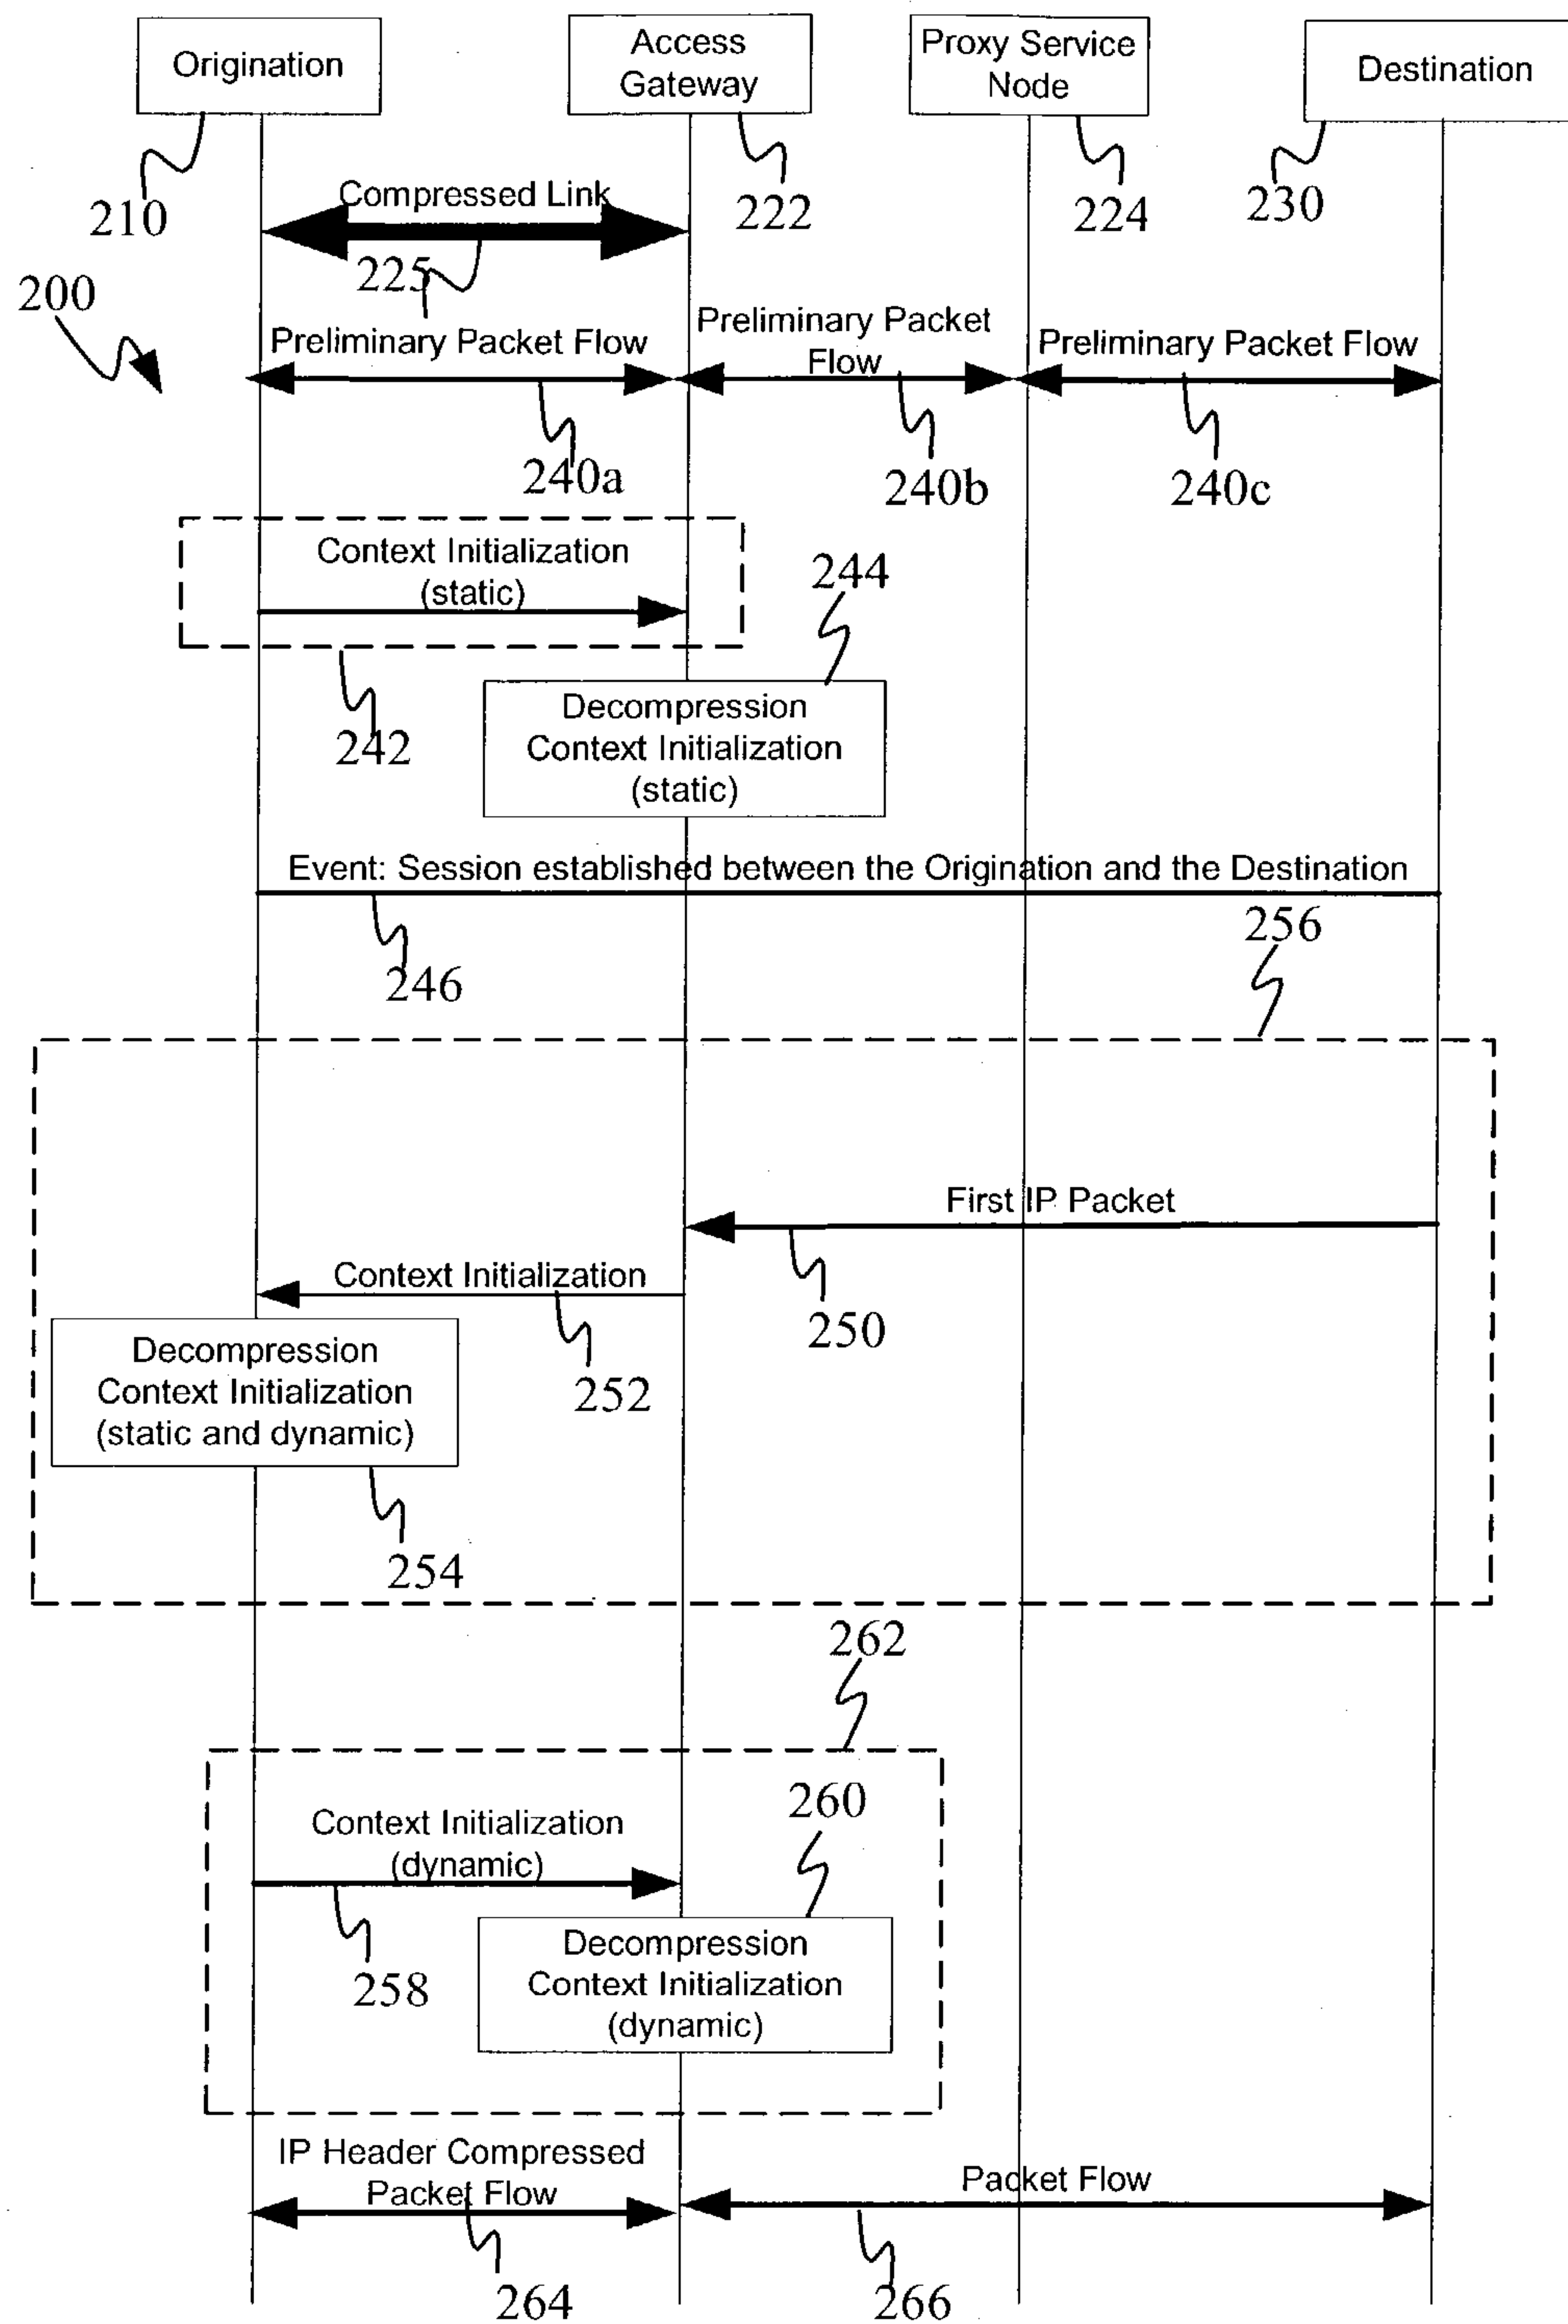 Origination
Access
Gateway
Proxy Service
Node
Destination
210
222
224
230
Compressed Link
225
200
Preliminary Packet Flow
Preliminary Packet
Flow
Preliminary Packet Flow
240a
240b
240c
Context Initialization
(static)
242
244
Decompression
Context Initialization
(static)
Event: Session established between the Origination and the Destination
246
256
First IP Packet
250
Context Initialization
252
Decompression
Context Initialization
(static and dynamic)
254
262
Context Initialization
(dynamic)
258
260
Decompression
Context Initialization
(dynamic)
IP Header Compressed
Packet Flow
264
Packet Flow
266